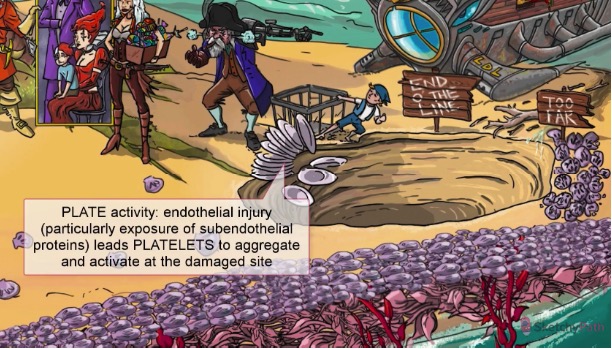 LDL
END
O' THE
LINE
TOO
FAR
PLATE activity: endothelial injury
(particularly exposure of subendothelial
proteins) leads PLATELETS to aggregate
and activate at the damaged site